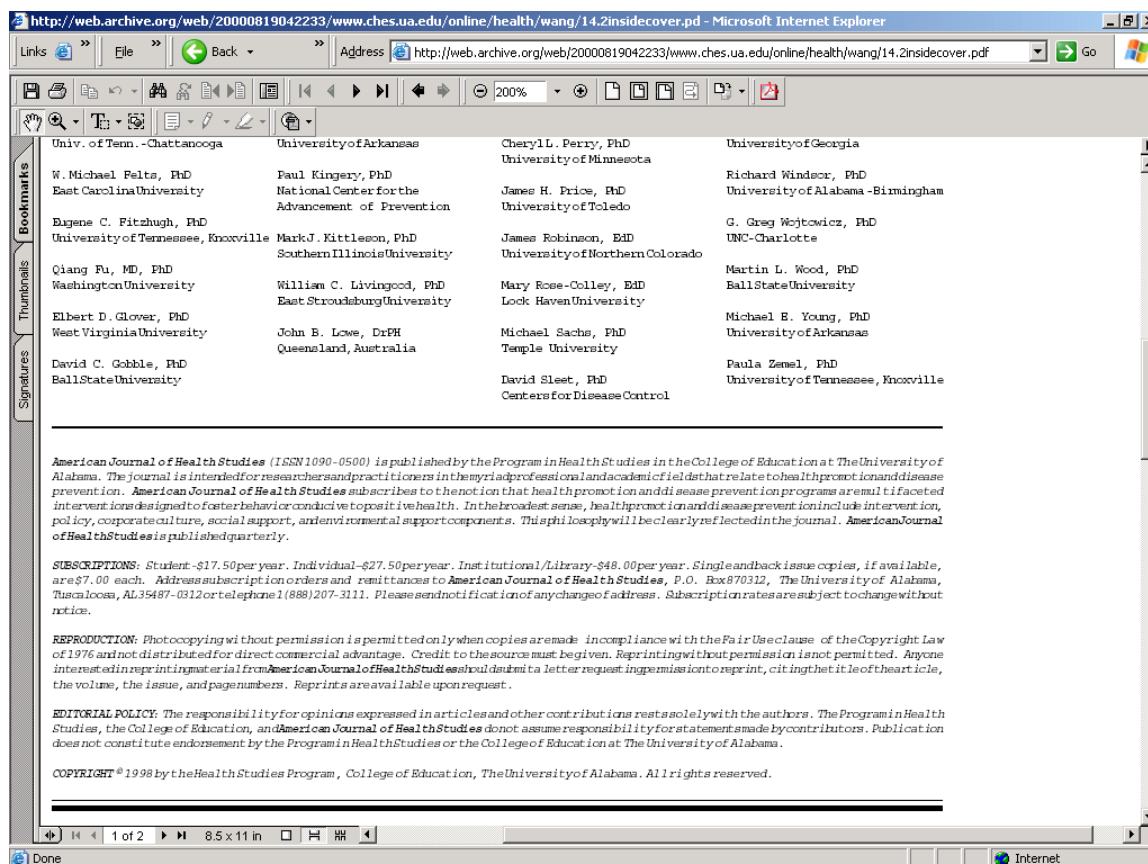 http://web.archive.org/web/20000819042233/www.ches.ua.edu/online/health/wang/14.2insidecover.pd - Microsoft Internet Explorer
Links » File » Back » Address http://web.archive.org/web/20000819042233/www.ches.ua.edu/online/health/wang/14.2insidecover.pdf Go
200%
Bookmarks
Thumbnails
Signatures
Univ. of Tenn.-Chattanooga
W. Michael Felts, PhD
East Carolina University
Eugene C. Fitzhugh, PhD
University of Tennessee, Knoxville
Qiang Fu, MD, PhD
Washington University
Elbert D. Glover, PhD
West Virginia University
David C. Gobble, PhD
Ball State University
University of Arkansas
Paul Kingery, PhD
National Center for the
Advancement of Prevention
Mark J. Kittleson, PhD
Southern Illinois University
William C. Livingood, PhD
East Stroudsburg University
John B. Lowe, DrPH
Queensland, Australia
Cheryl L. Perry, PhD
University of Minnesota
James H. Price, PhD
University of Toledo
James Robinson, EdD
University of Northern Colorado
Mary Rose-Colley, EdD
Lock Haven University
Michael Sachs, PhD
Temple University
David Sleet, PhD
Centers for Disease Control
University of Georgia
Richard Windsor, PhD
University of Alabama -Birmingham
G. Greg Wojtowicz, PhD
UNC-Charlotte
Martin L. Wood, PhD
Ball State University
Michael E. Young, PhD
University of Arkansas
Paula Zemel, PhD
University of Tennessee, Knoxville
American Journal of Health Studies (ISSN 1090-0500) is published by the Program in Health Studies in the College of Education at The University of
Alabama. The journal is intended for researchers and practitioners in the myriad professional and academic fields that relate to health promotion and disease
prevention. American Journal of Health Studies subscribes to the notion that health promotion and disease prevention programs are multifaceted
interventions designed to foster behavior conducive to positive health. In the broadest sense, health promotion and disease prevention include intervention,
policy, corporate culture, social support, and environmental support components. This philosophy will be clearly reflected in the journal. American Journal
of Health Studies is published quarterly.
SUBSCRIPTIONS: Student-$17.50 per year. Individual-$27.50 per year. Institutional/Library-$48.00 per year. Single and back issue copies, if available,
are $7.00 each. Address subscription orders and remittances to American Journal of Health Studies, P.O. Box 870312, The University of Alabama,
Tuscaloosa, AL 35487-0312 or telephone 1(888)207-3111. Please send notification of any change of address. Subscription rates are subject to change without
notice.
REPRODUCTION: Photocopying without permission is permitted only when copies are made in compliance with the Fair Use clause of the Copyright Law
of 1976 and not distributed for direct commercial advantage. Credit to the source must be given. Reprinting without permission is not permitted. Anyone
interested in reprinting material from American Journal of Health Studies should submit a letter requesting permission to reprint, citing the title of the article,
the volume, the issue, and page numbers. Reprints are available upon request.
EDITORIAL POLICY: The responsibility for opinions expressed in articles and other contributions rests solely with the authors. The Program in Health
Studies, the College of Education, and American Journal of Health Studies do not assume responsibility for statements made by contributors. Publication
does not constitute endorsement by the Program in Health Studies or the College of Education at The University of Alabama.
COPYRIGHT © 1998 by the Health Studies Program , College of Education, The University of Alabama. All rights reserved.
1 of 2 8.5 x 11 in
Done Internet